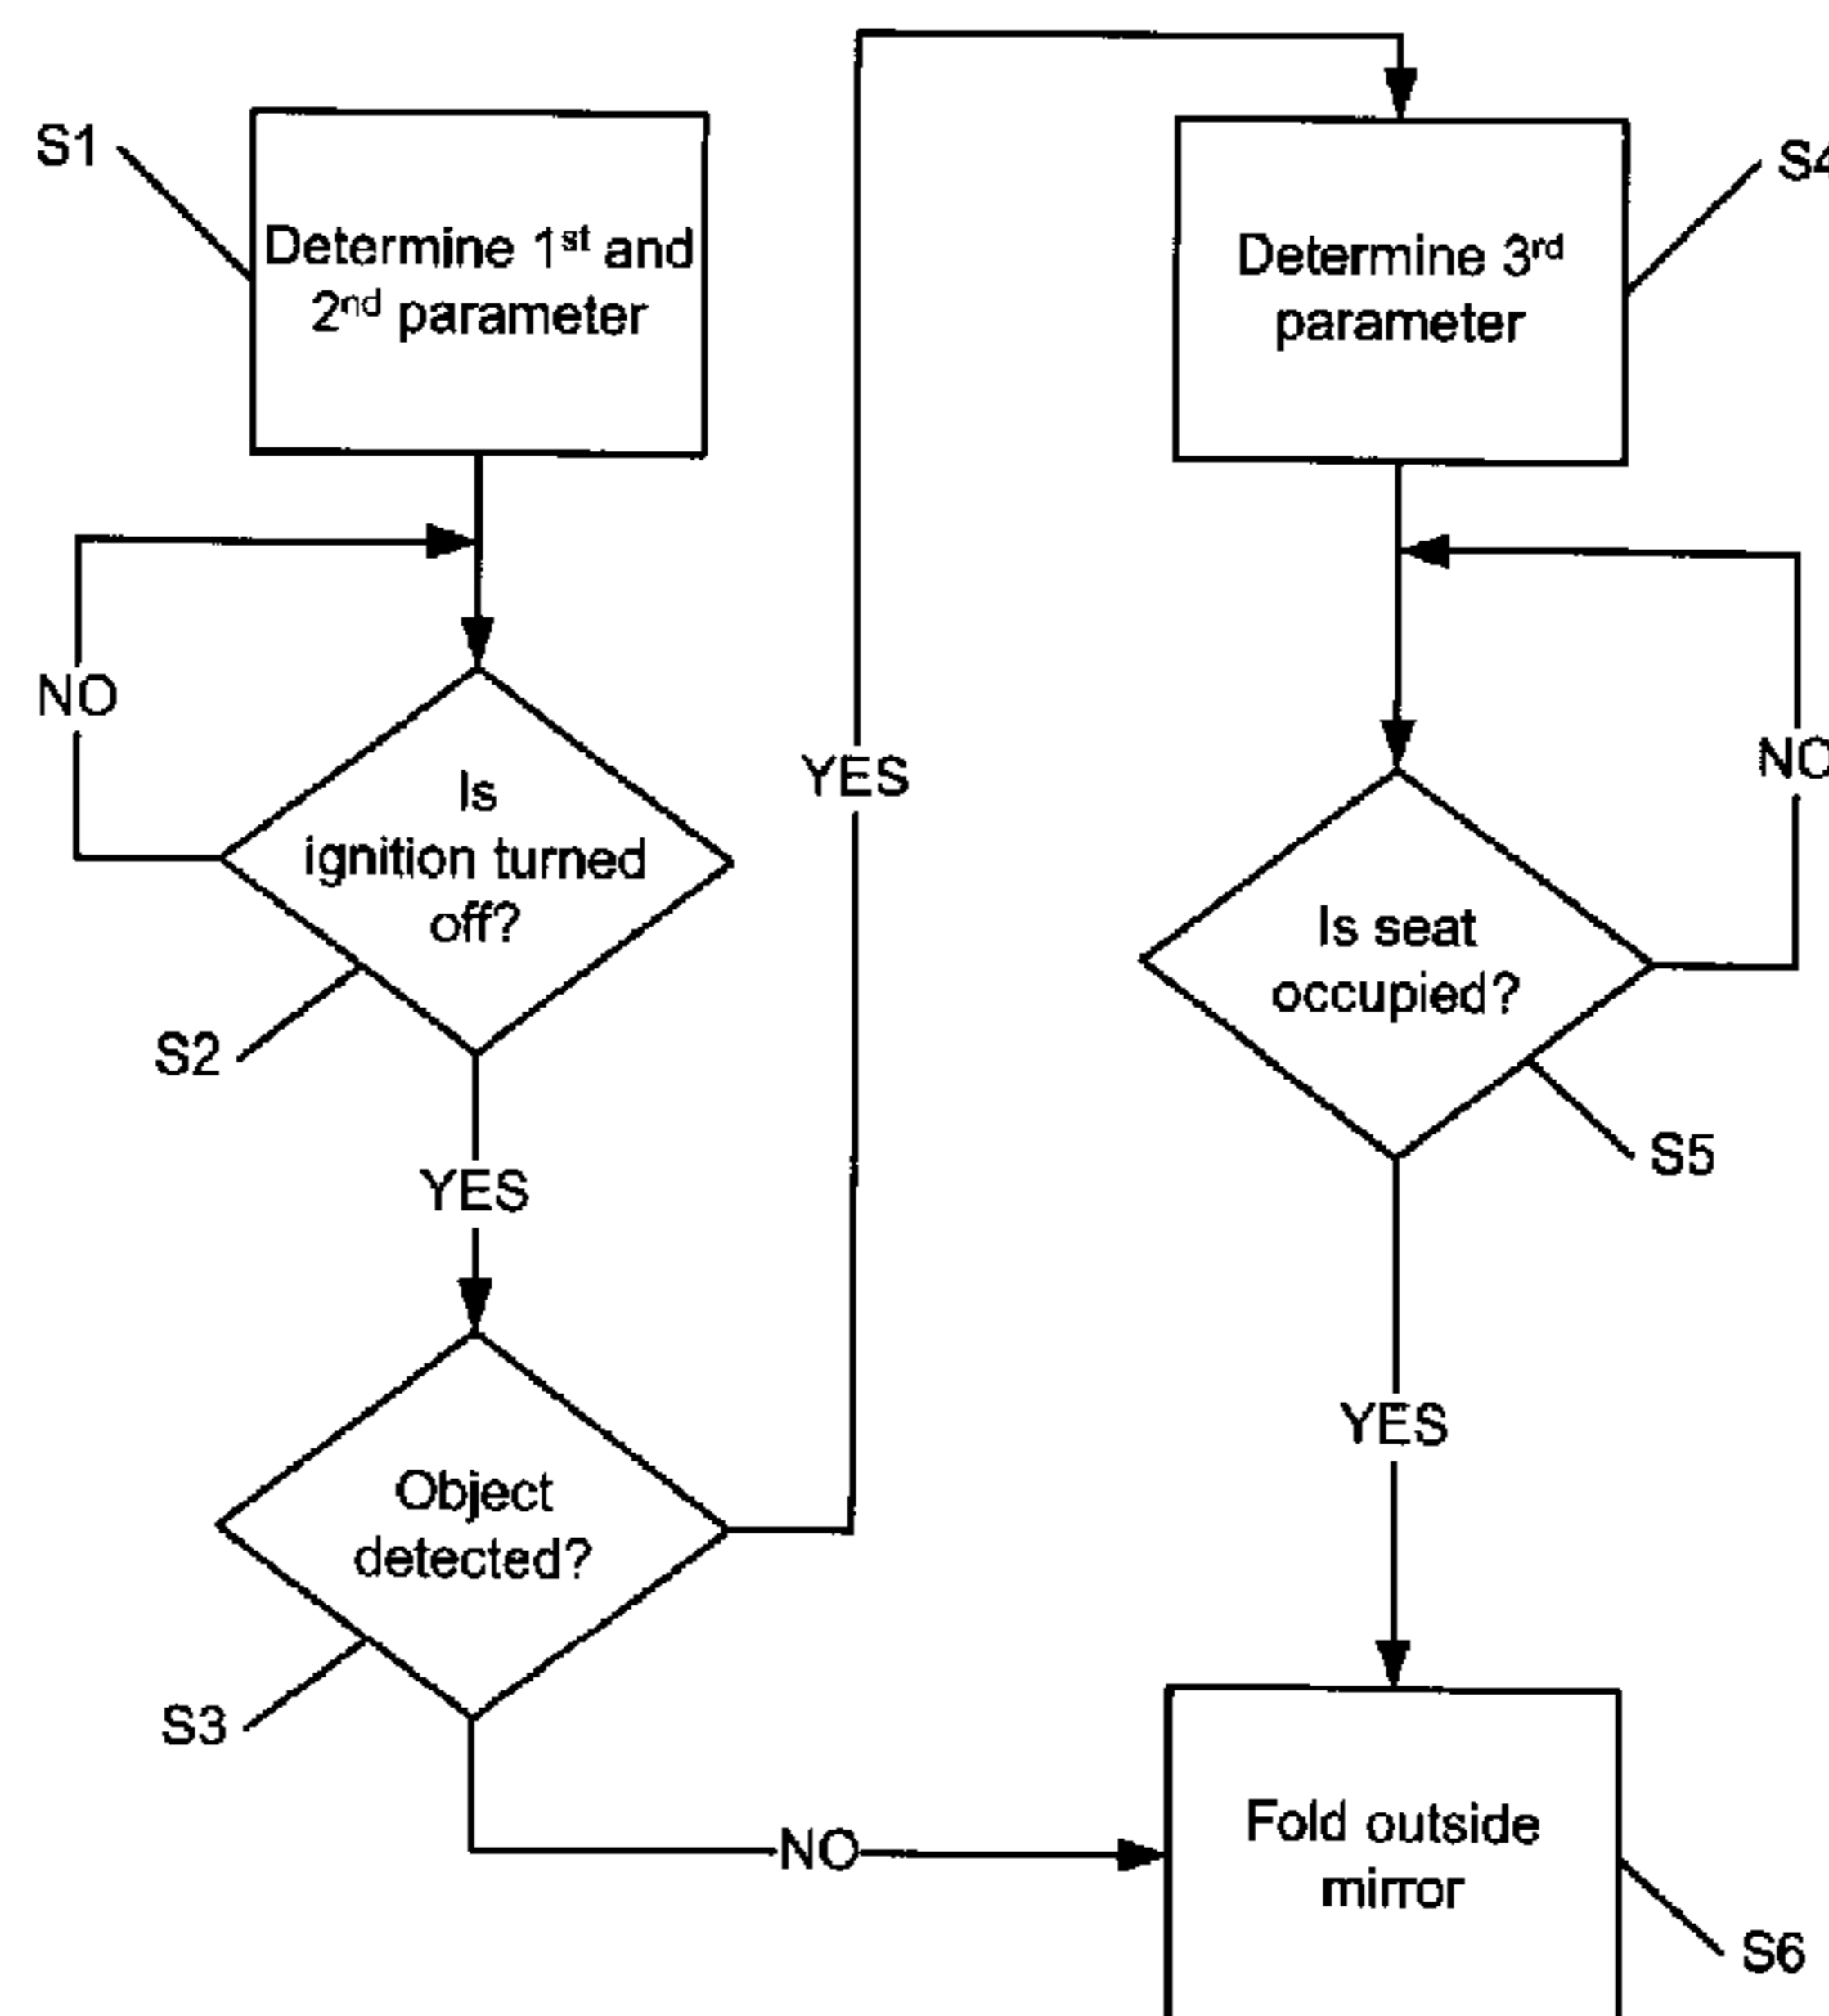 S1
Determine 1st and
2nd parameter
NO
Is
ignition turned
off?
S2
YES
Object
detected?
S3
NO
YES
Determine 3rd
parameter
S4
NO
Is seat
occupied?
S5
YES
Fold outside
mirror
S6